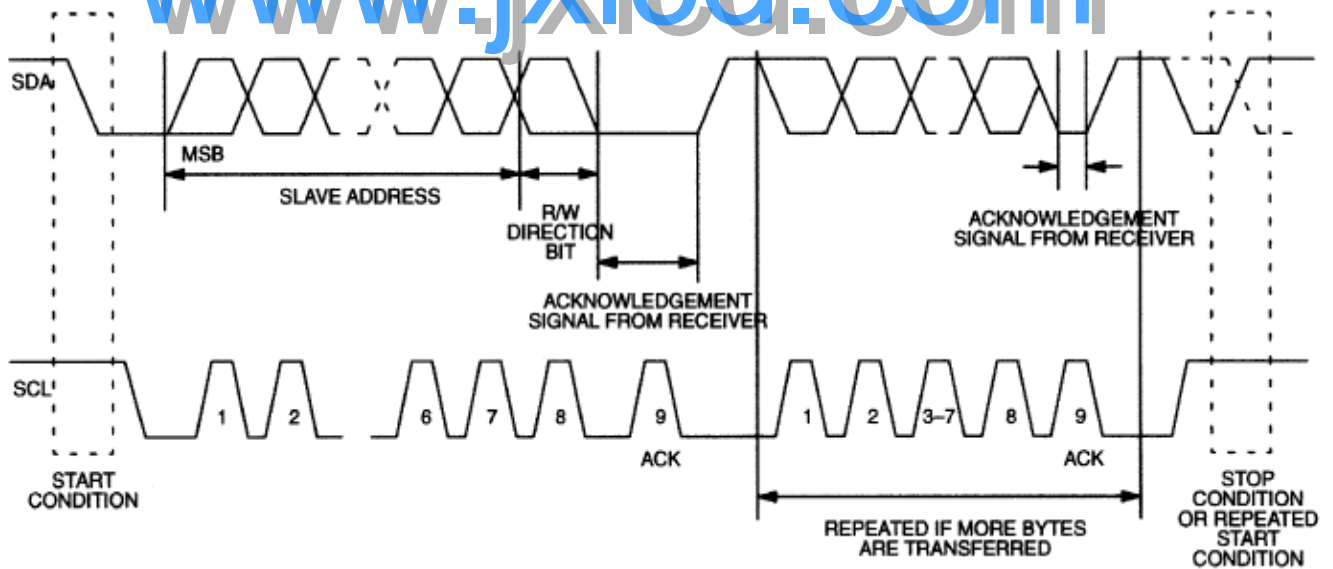 www.jxlcd.com
SDA
MSB
SLAVE ADDRESS
R/W
DIRECTION
BIT
ACKNOWLEDGEMENT
SIGNAL FROM RECEIVER
ACKNOWLEDGEMENT
SIGNAL FROM RECEIVER
SCL
1 2 6 7 8 9 1 2 3–7 8 9
ACK ACK
START
CONDITION
REPEATED IF MORE BYTES
ARE TRANSFERRED
STOP
CONDITION
OR REPEATED
START
CONDITION